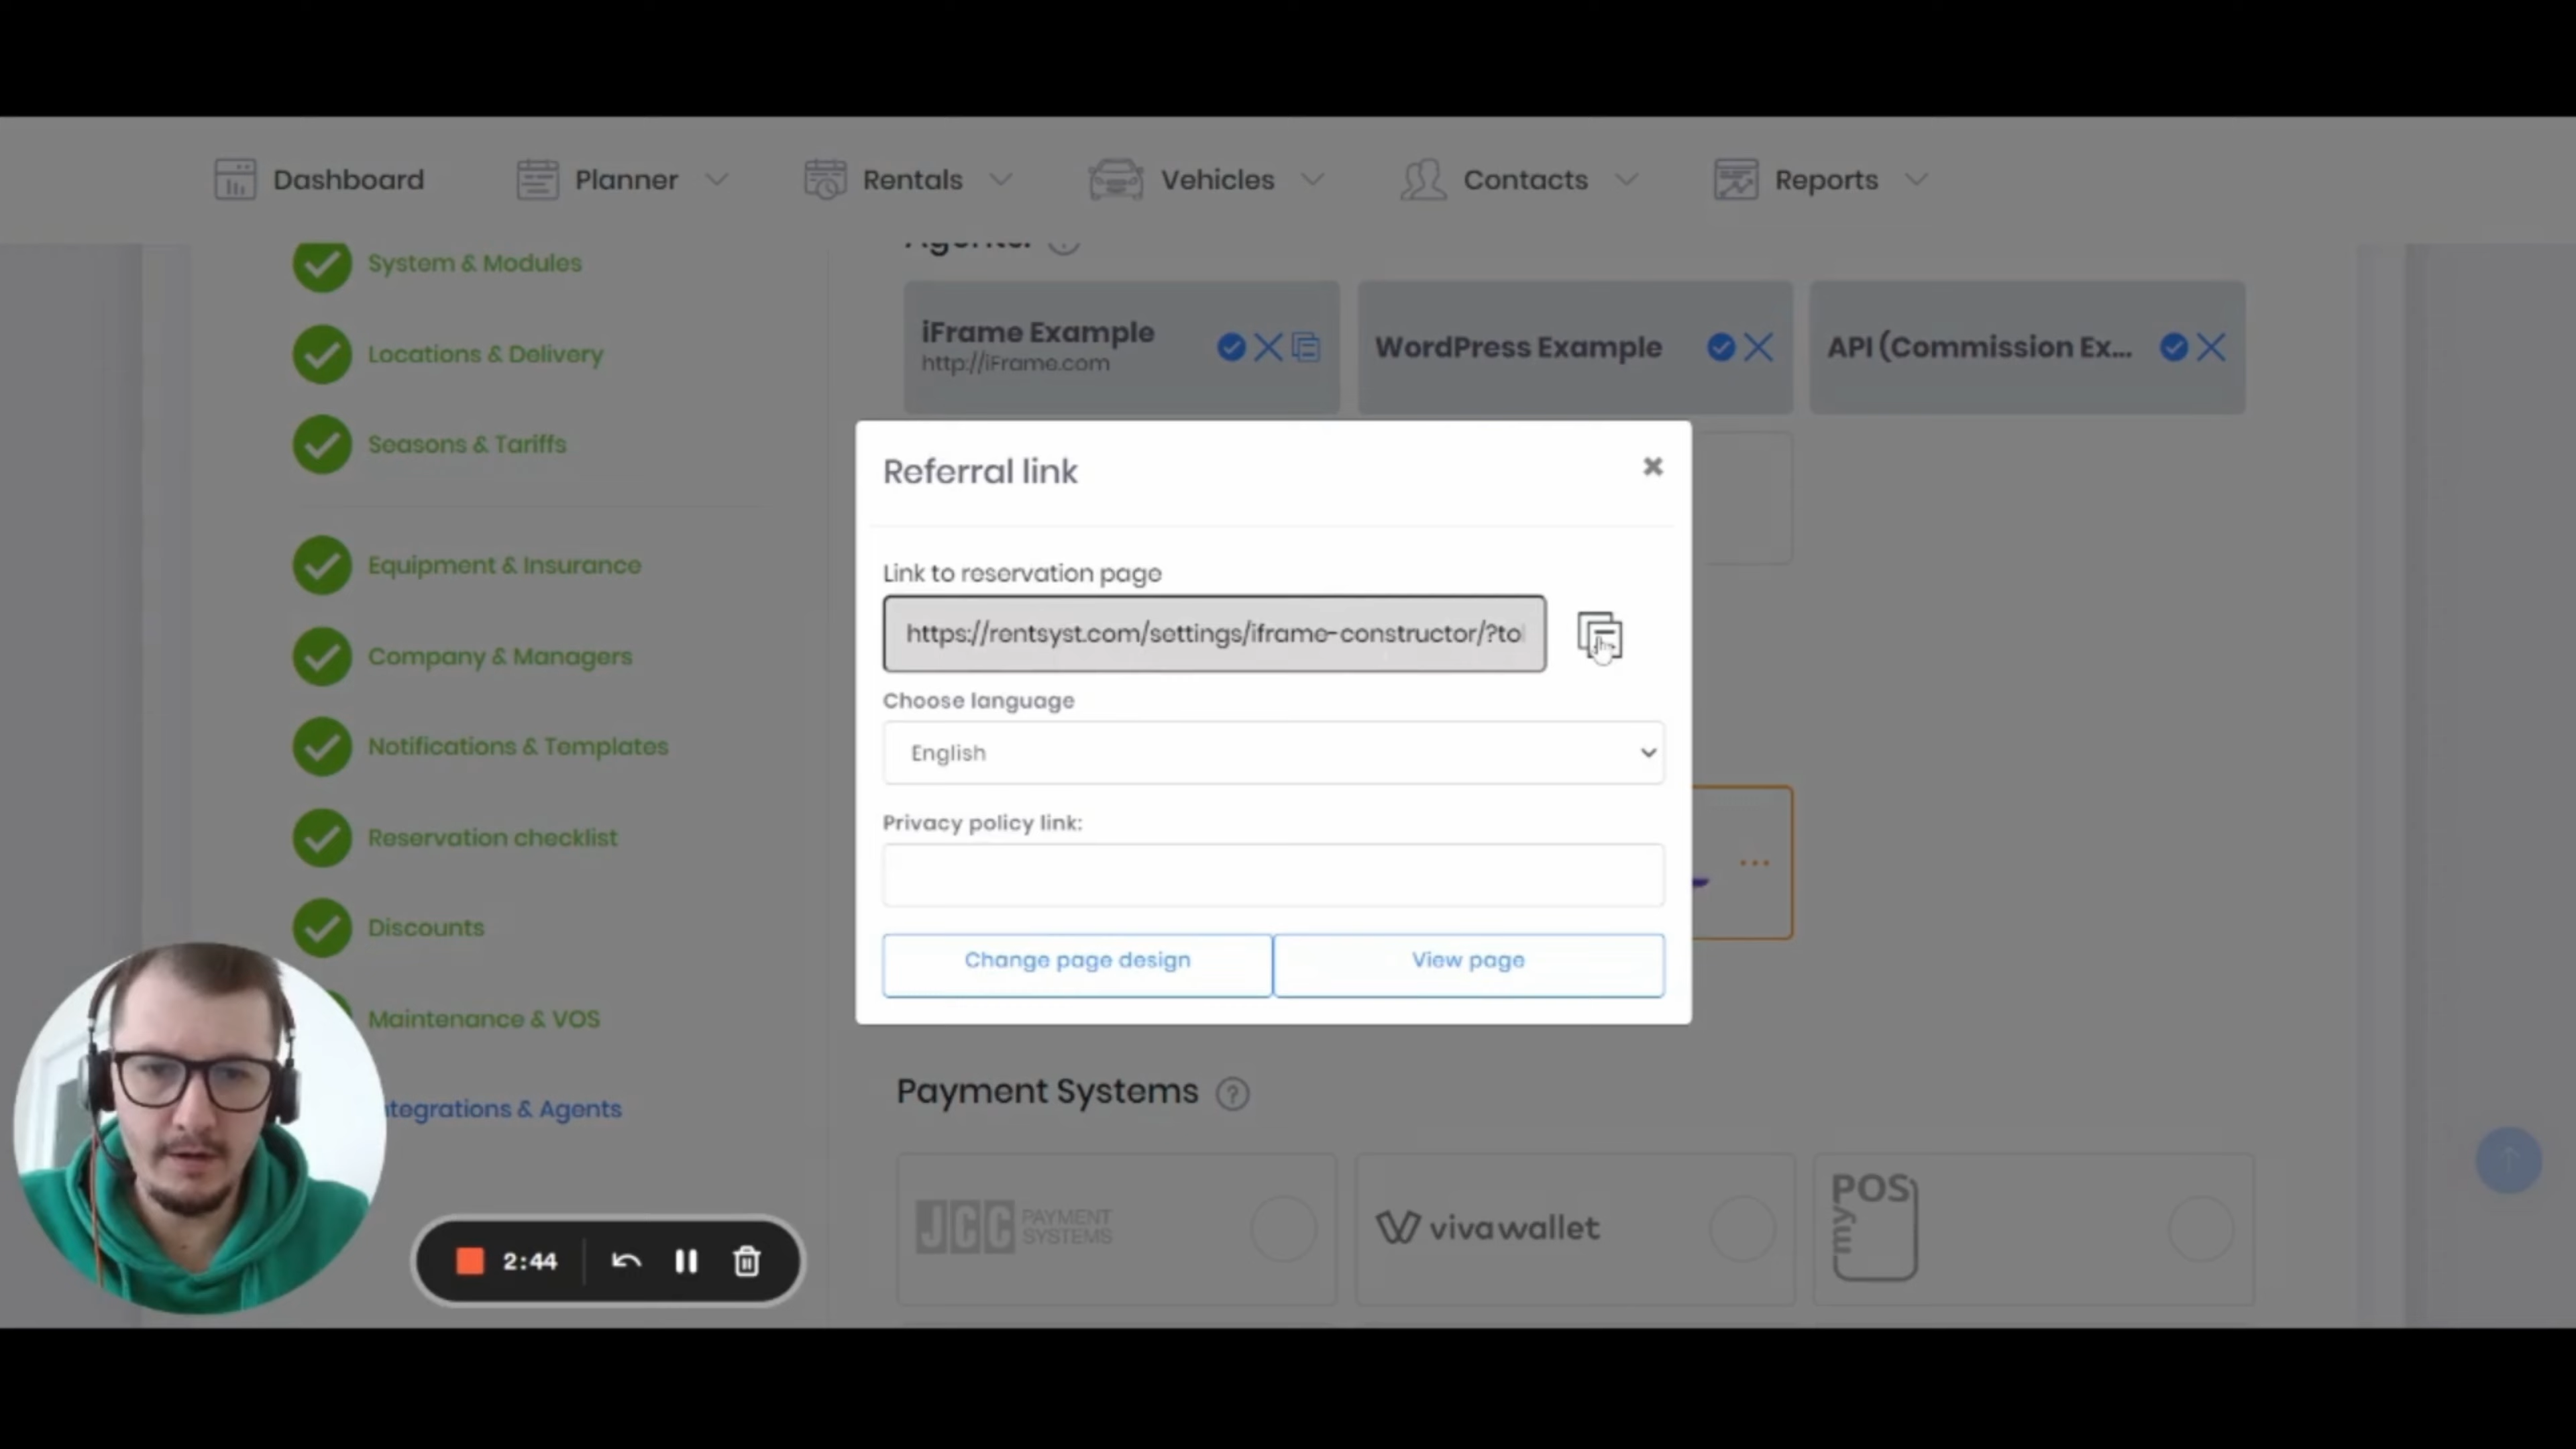 Dashboard
Planner
Rentals
Vehicles
Contacts
Reports
System & Modules
Locations & Delivery
Seasons & Tariffs
Equipment & Insurance
Company & Managers
Notifications & Templates
Reservation checklist
Discounts
Maintenance & VOS
ntegrations & Agents
Agents.
iFrame Example
http://iFrame.com
WordPress Example
API (Commission Ex...
Referral link
Link to reservation page
https://rentsyst.com/settings/iframe-constructor/?to
Choose language
English
Privacy policy link:
Change page design
View page
Payment Systems
JCC PAYMENT
SYSTEMS
viva wallet
myPOS
2:44